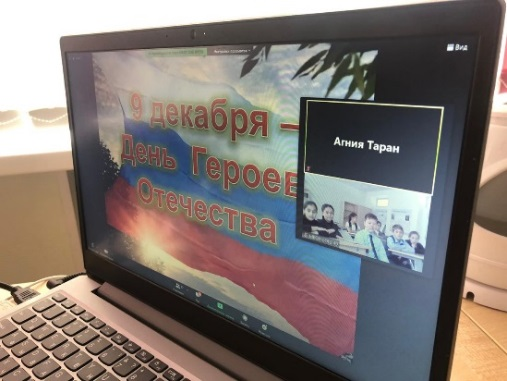 Вид
9 декабря –
День Героев
Отечества
Агния Таран